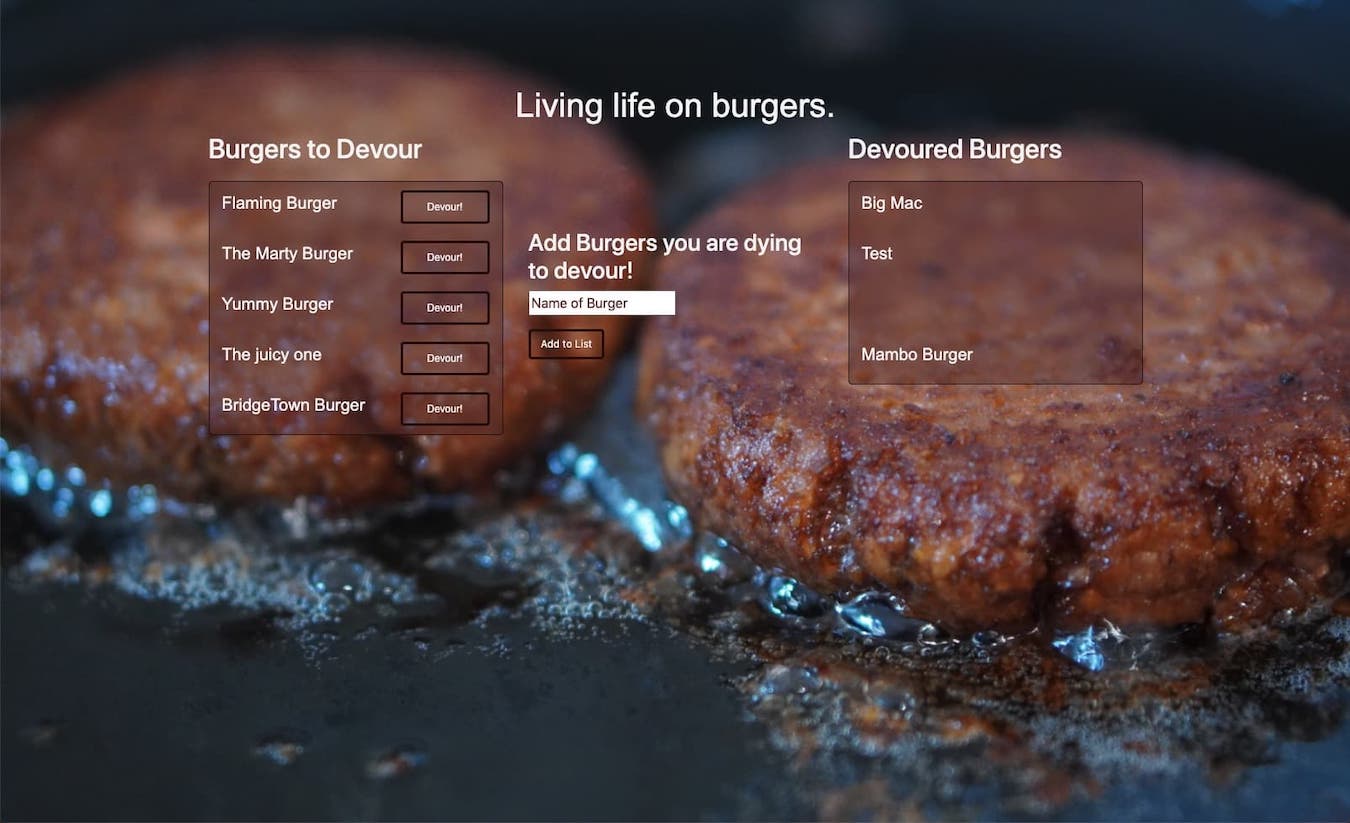 Living life on burgers.
Burgers to Devour
Flaming Burger
Devour!
The Marty Burger
Devour!
Yummy Burger
Devour!
The juicy one
Devour!
BridgeTown Burger
Devour!
Add Burgers you are dying
to devour!
Name of Burger
Add to List
Devoured Burgers
Big Mac
Test
Mambo Burger